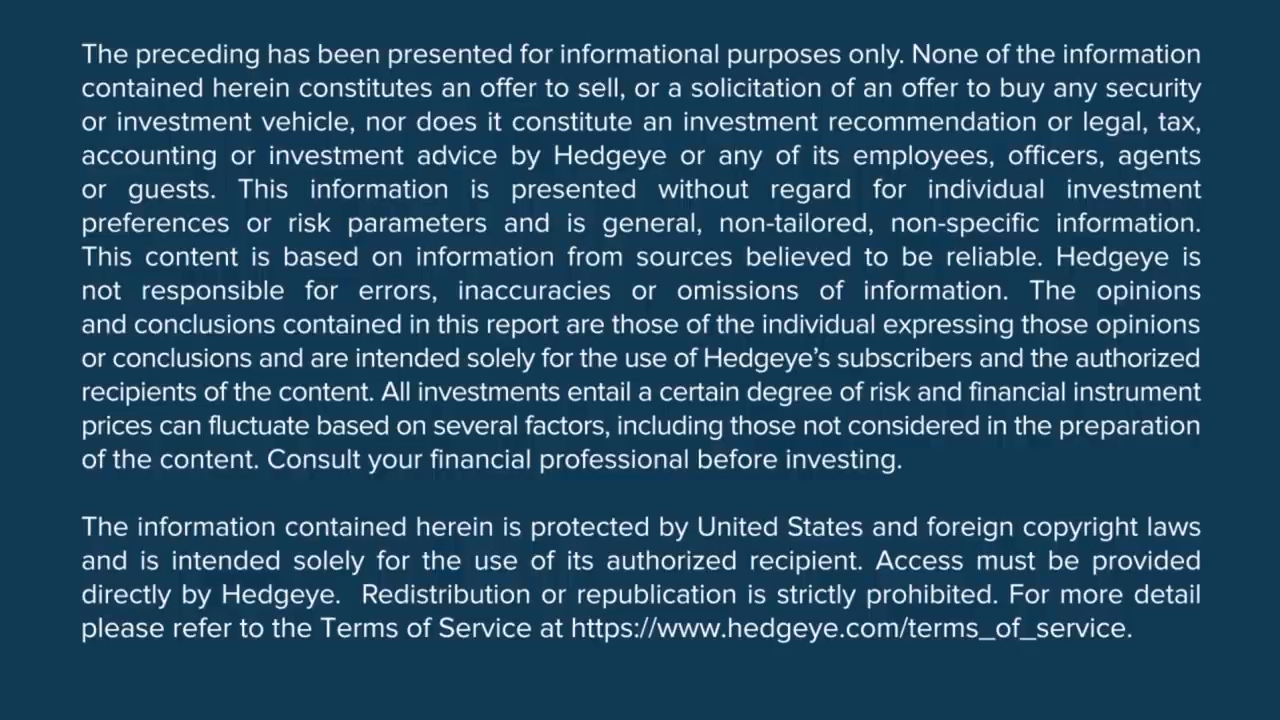 The preceding has been presented for informational purposes only. None of the information
contained herein constitutes an offer to sell, or a solicitation of an offer to buy any security
or investment vehicle, nor does it constitute an investment recommendation or legal, tax,
accounting or investment advice by Hedgeye or any of its employees, officers, agents
or guests. This information is presented without regard for individual investment
preferences or risk parameters and is general, non-tailored, non-specific information.
This content is based on information from sources believed to be reliable. Hedgeye is
not responsible for errors, inaccuracies or omissions of information. The opinions
and conclusions contained in this report are those of the individual expressing those opinions
or conclusions and are intended solely for the use of Hedgeye’s subscribers and the authorized
recipients of the content. All investments entail a certain degree of risk and financial instrument
prices can fluctuate based on several factors, including those not considered in the preparation
of the content. Consult your financial professional before investing.
The information contained herein is protected by United States and foreign copyright laws
and is intended solely for the use of its authorized recipient. Access must be provided
directly by Hedgeye.  Redistribution or republication is strictly prohibited. For more detail
please refer to the Terms of Service at https://www.hedgeye.com/terms_of_service.